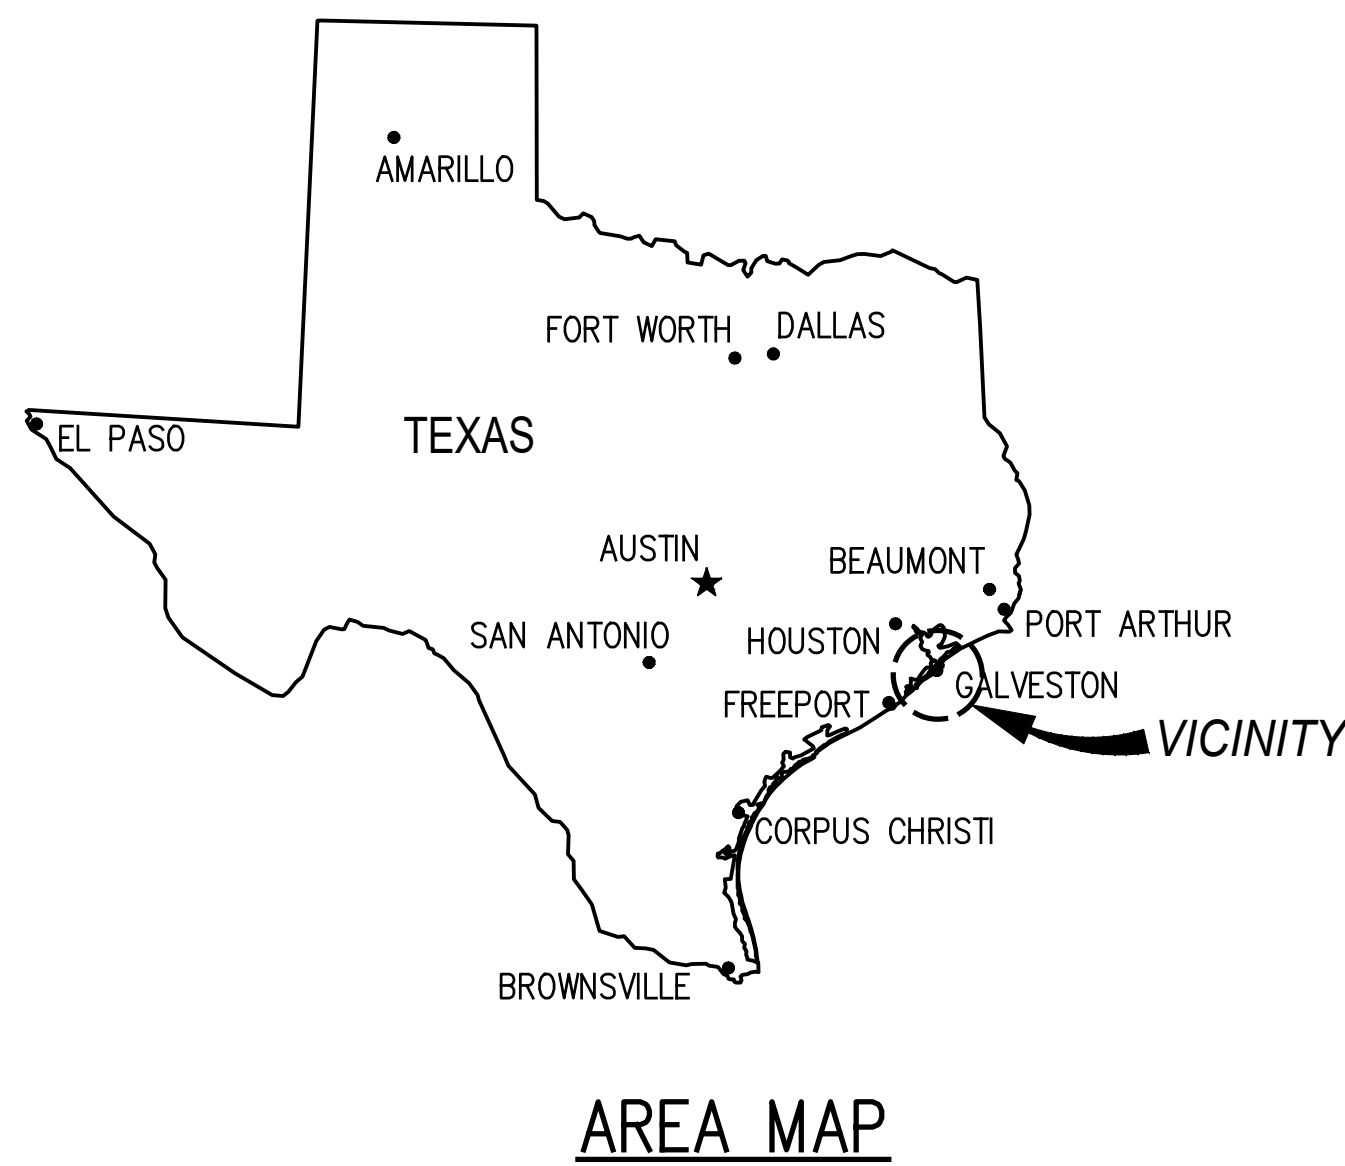 AMARILLO
FORT WORTH
DALLAS
EL PASO
TEXAS
AUSTIN
BEAUMONT
SAN ANTONIO
HOUSTON
PORT ARTHUR
FREEPORT
GALVESTON
VICINITY
CORPUS CHRISTI
BROWNSVILLE
AREA MAP